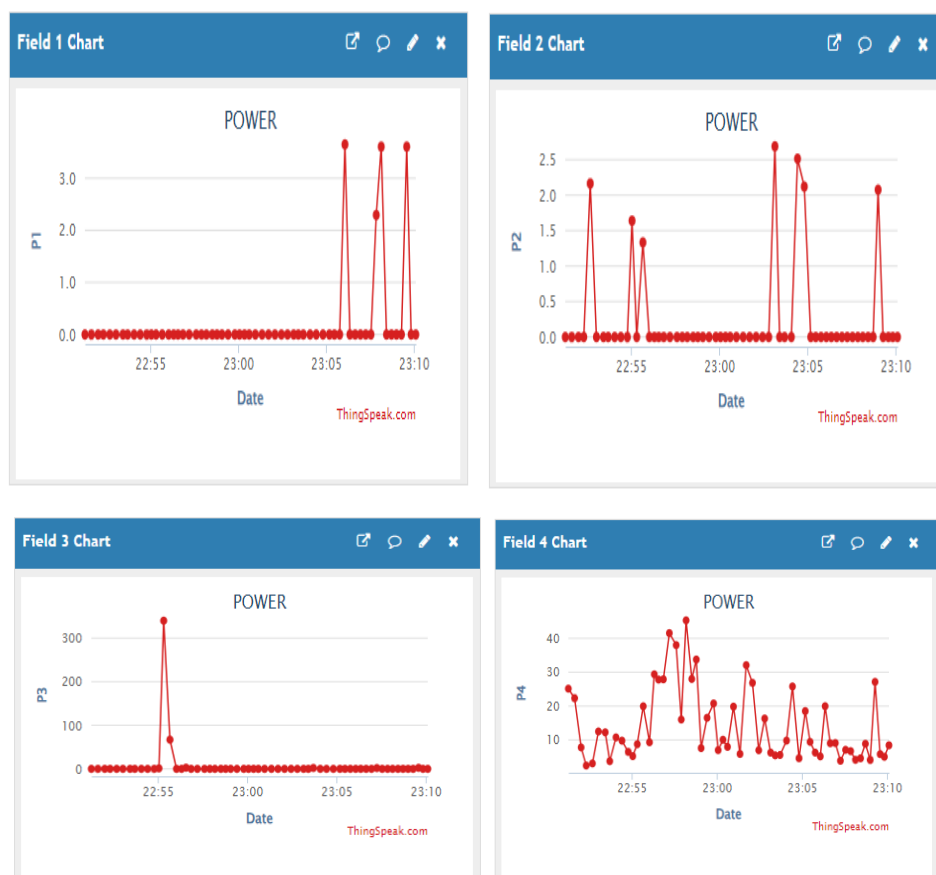 Field 1 Chart
POWER
3.0
2.0
1.0
0.0
P1
22:55 23:00 23:05 23:10
Date
ThingSpeak.com
Field 2 Chart
POWER
2.5
2.0
1.5
1.0
0.5
0.0
P2
22:55 23:00 23:05 23:10
Date
ThingSpeak.com
Field 3 Chart
POWER
300
200
100
0
P3
22:55 23:00 23:05 23:10
Date
ThingSpeak.com
Field 4 Chart
POWER
40
30
20
10
P4
22:55 23:00 23:05 23:10
Date
ThingSpeak.com